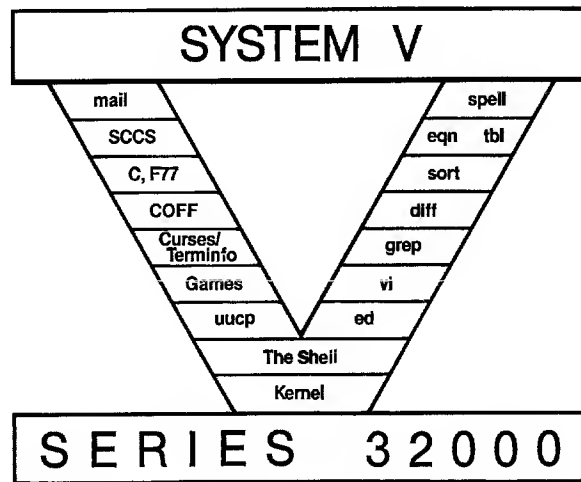 SYSTEM V
mail
SCCS
C, F77
COFF
Curses/
Terminfo
Games
uucp
spell
eqn tbl
sort
diff
grep
vi
ed
The Shell
Kernel
SERIES 32000